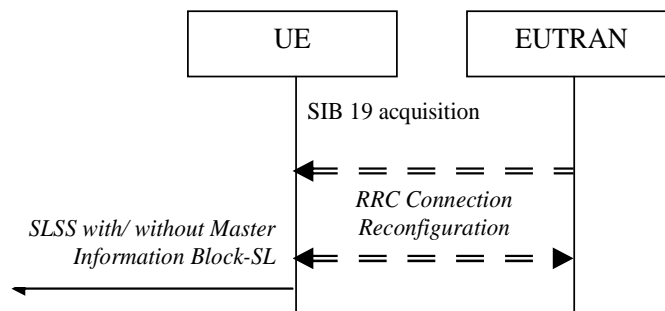 UE
EUTRAN
SIB 19 acquisition
RRC Connection
Reconfiguration
SLSS with/ without Master
Information Block-SL